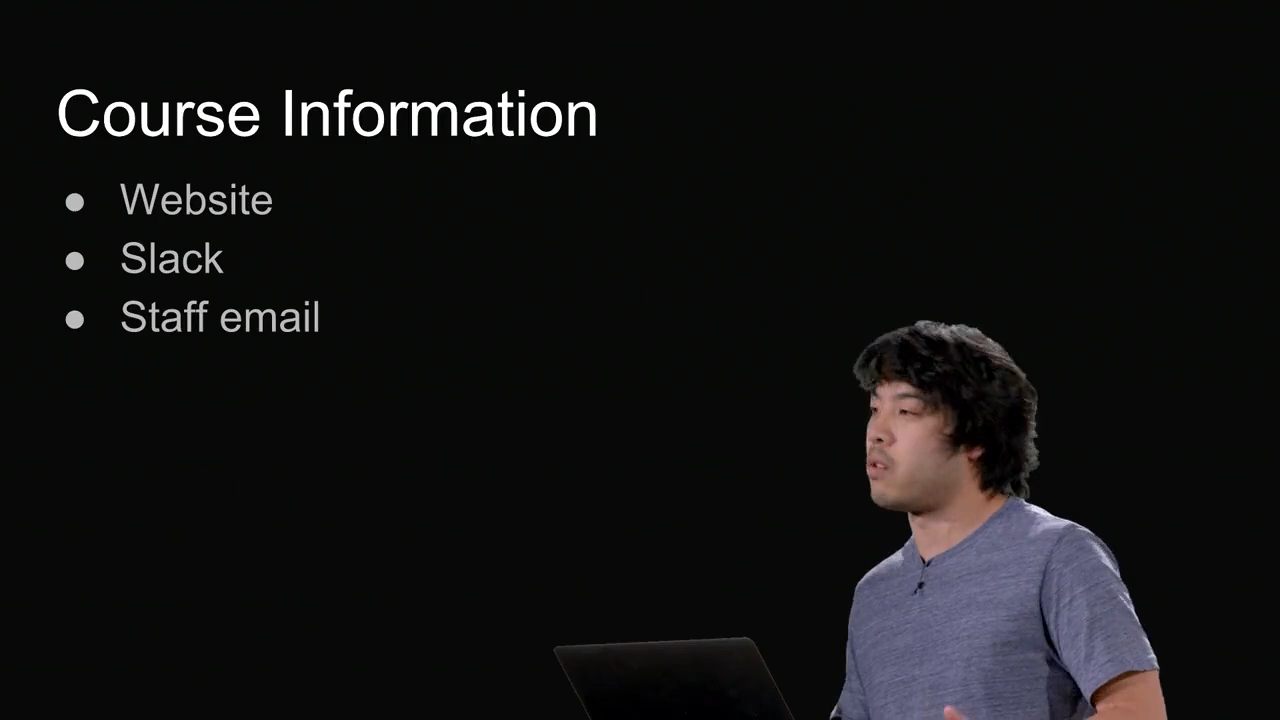 Course Information
● Website
● Slack
● Staff email